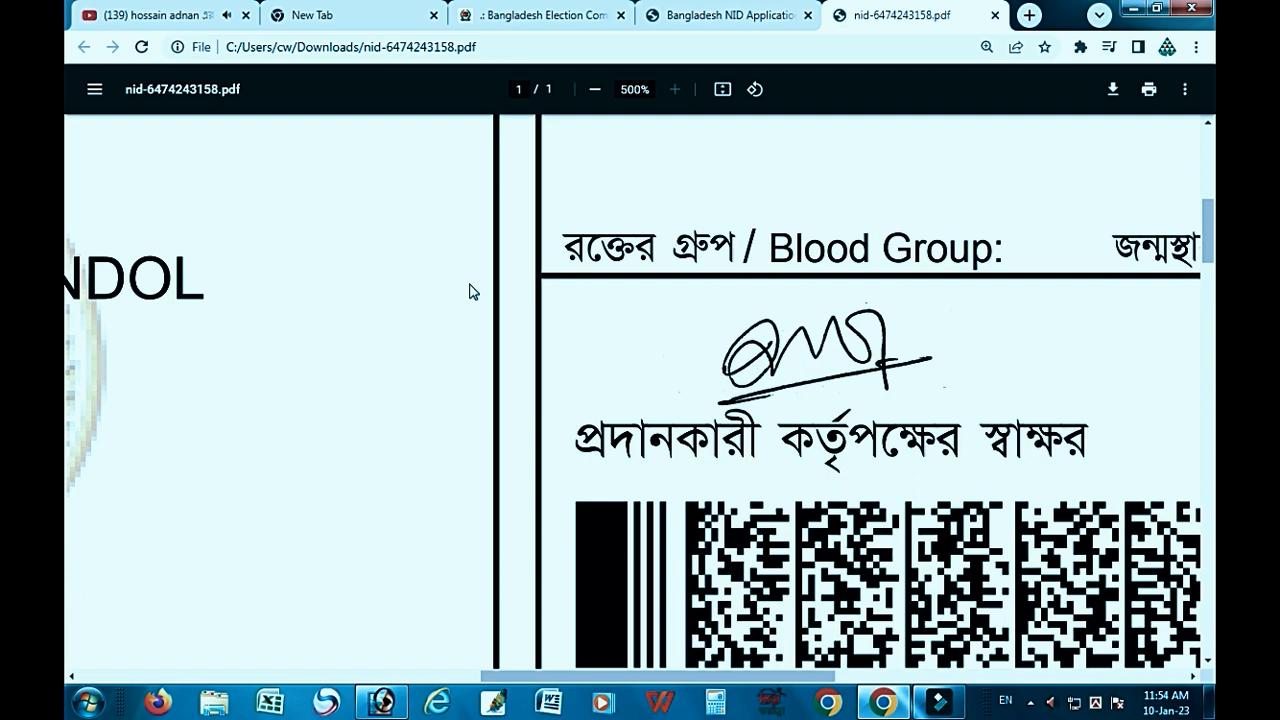 (139) hossain adnan
New Tab
.: Bangladesh Election Com
Bangladesh NID Applicatio
nid-6474243158.pdf
File
C:/Users/cw/Downloads/nid-6474243158.pdf
nid-6474243158.pdf
1 / 1
500%
রক্তের গ্রুপ / Blood Group:
জন্মস্থা
NDOL
প্রদানকারী কর্তৃপক্ষের স্বাক্ষর
EN
11:54 AM
10-Jan-23